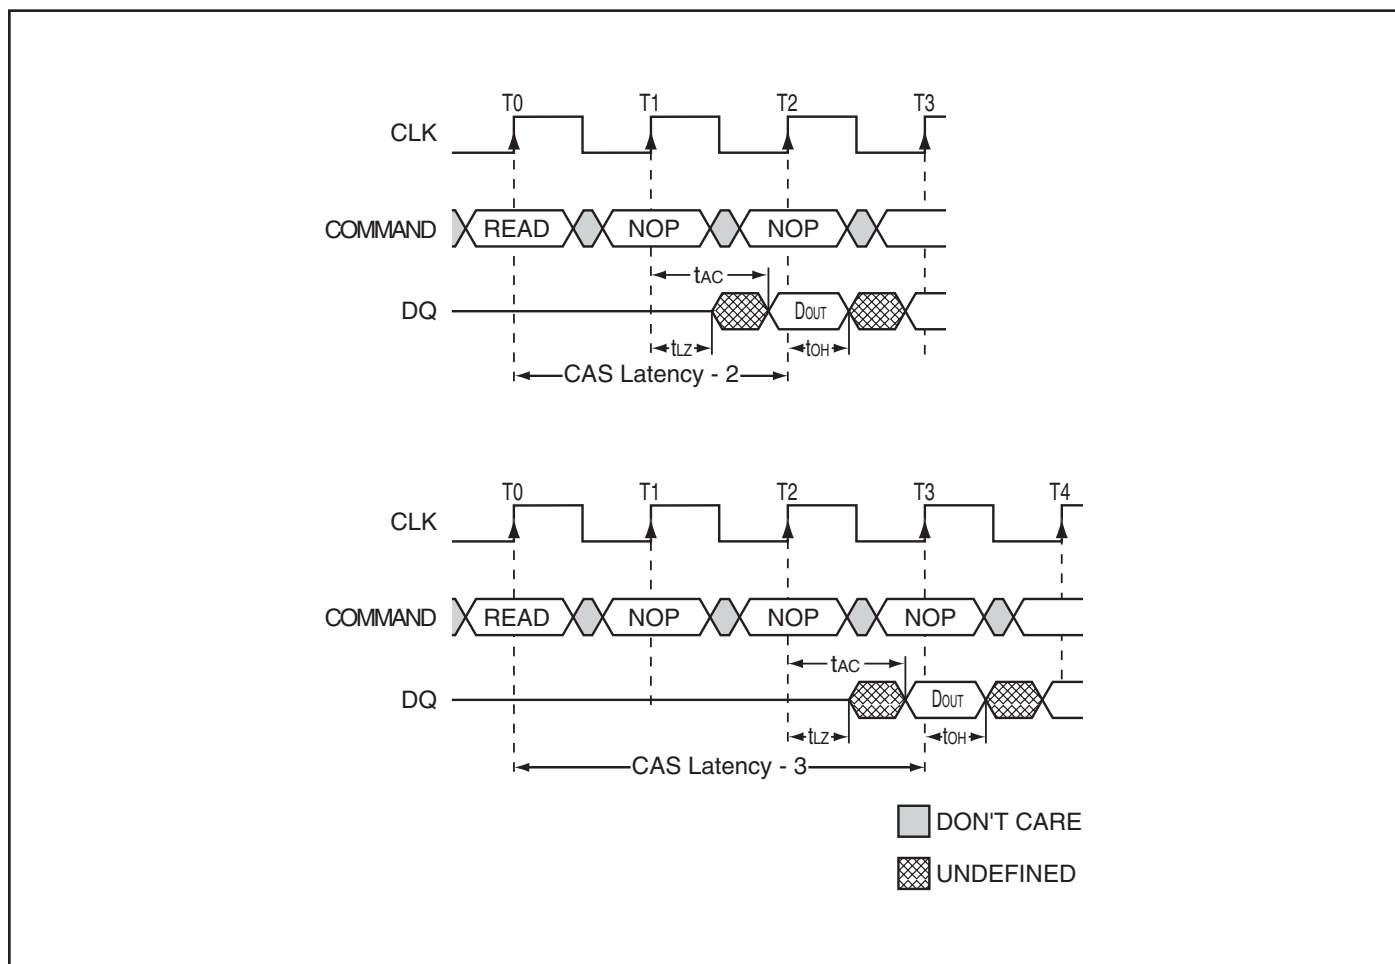 T0 T1 T2 T3
CLK
COMMAND READ NOP NOP
tAC
DQ DOUT
tLZ tOH
CAS Latency - 2
T0 T1 T2 T3 T4
CLK
COMMAND READ NOP NOP NOP
tAC
DQ DOUT
tLZ tOH
CAS Latency - 3
DON'T CARE
UNDEFINED